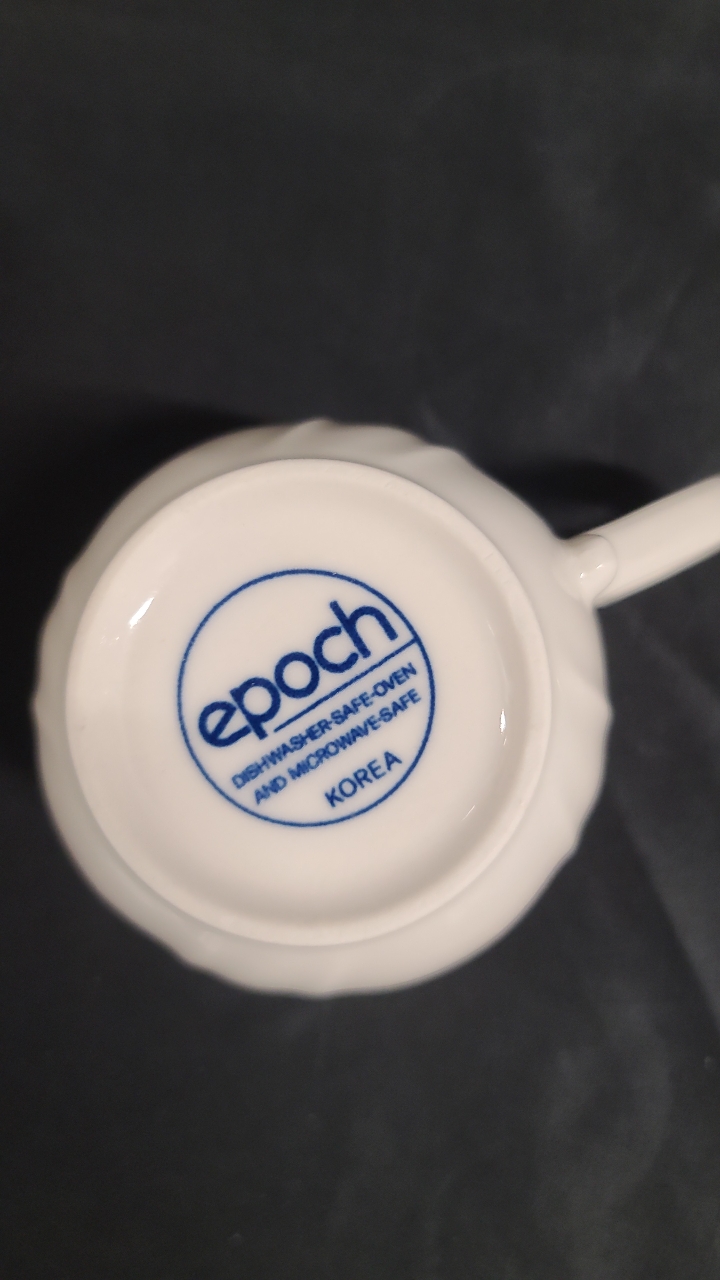 epoch
DISHWASHER-SAFE-OVEN
AND MICROWAVE-SAFE
KOREA